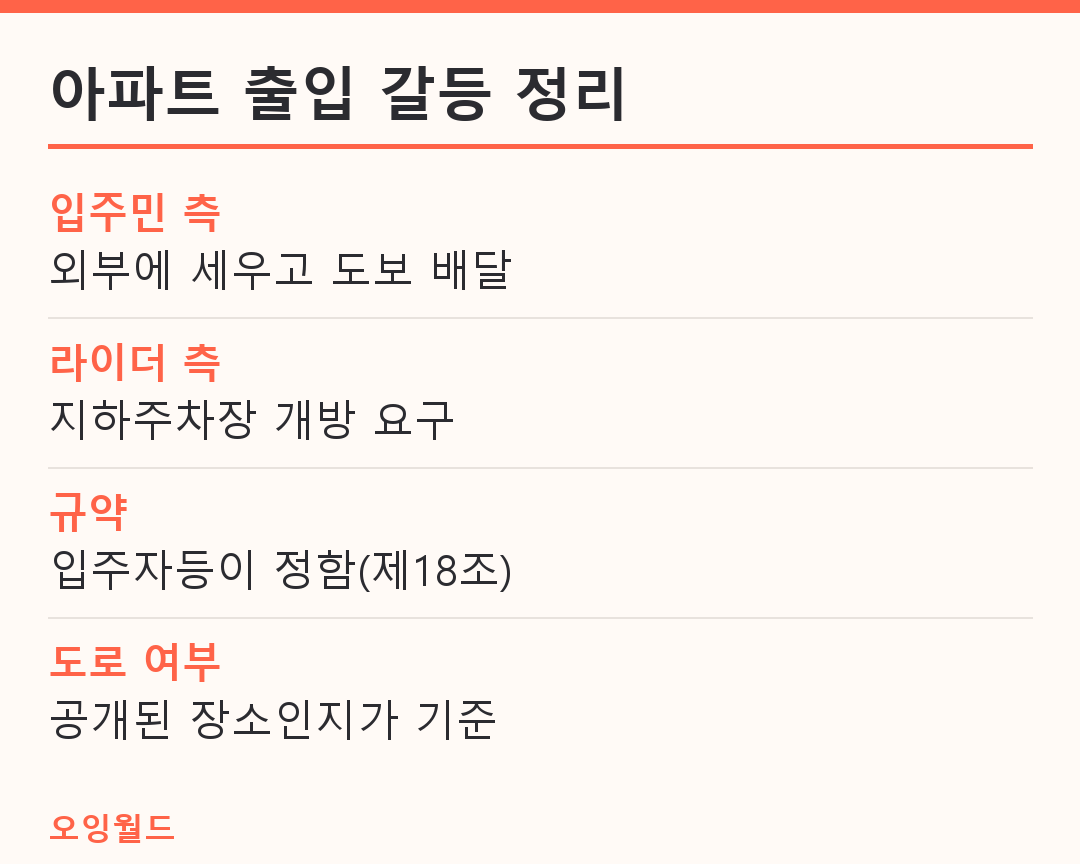 아파트 출입 갈등 정리
입주민 측
외부에 세우고 도보 배달
라이더 측
지하주차장 개방 요구
규약
입주자등이 정함(제18조)
도로 여부
공개된 장소인지가 기준
오잉월드